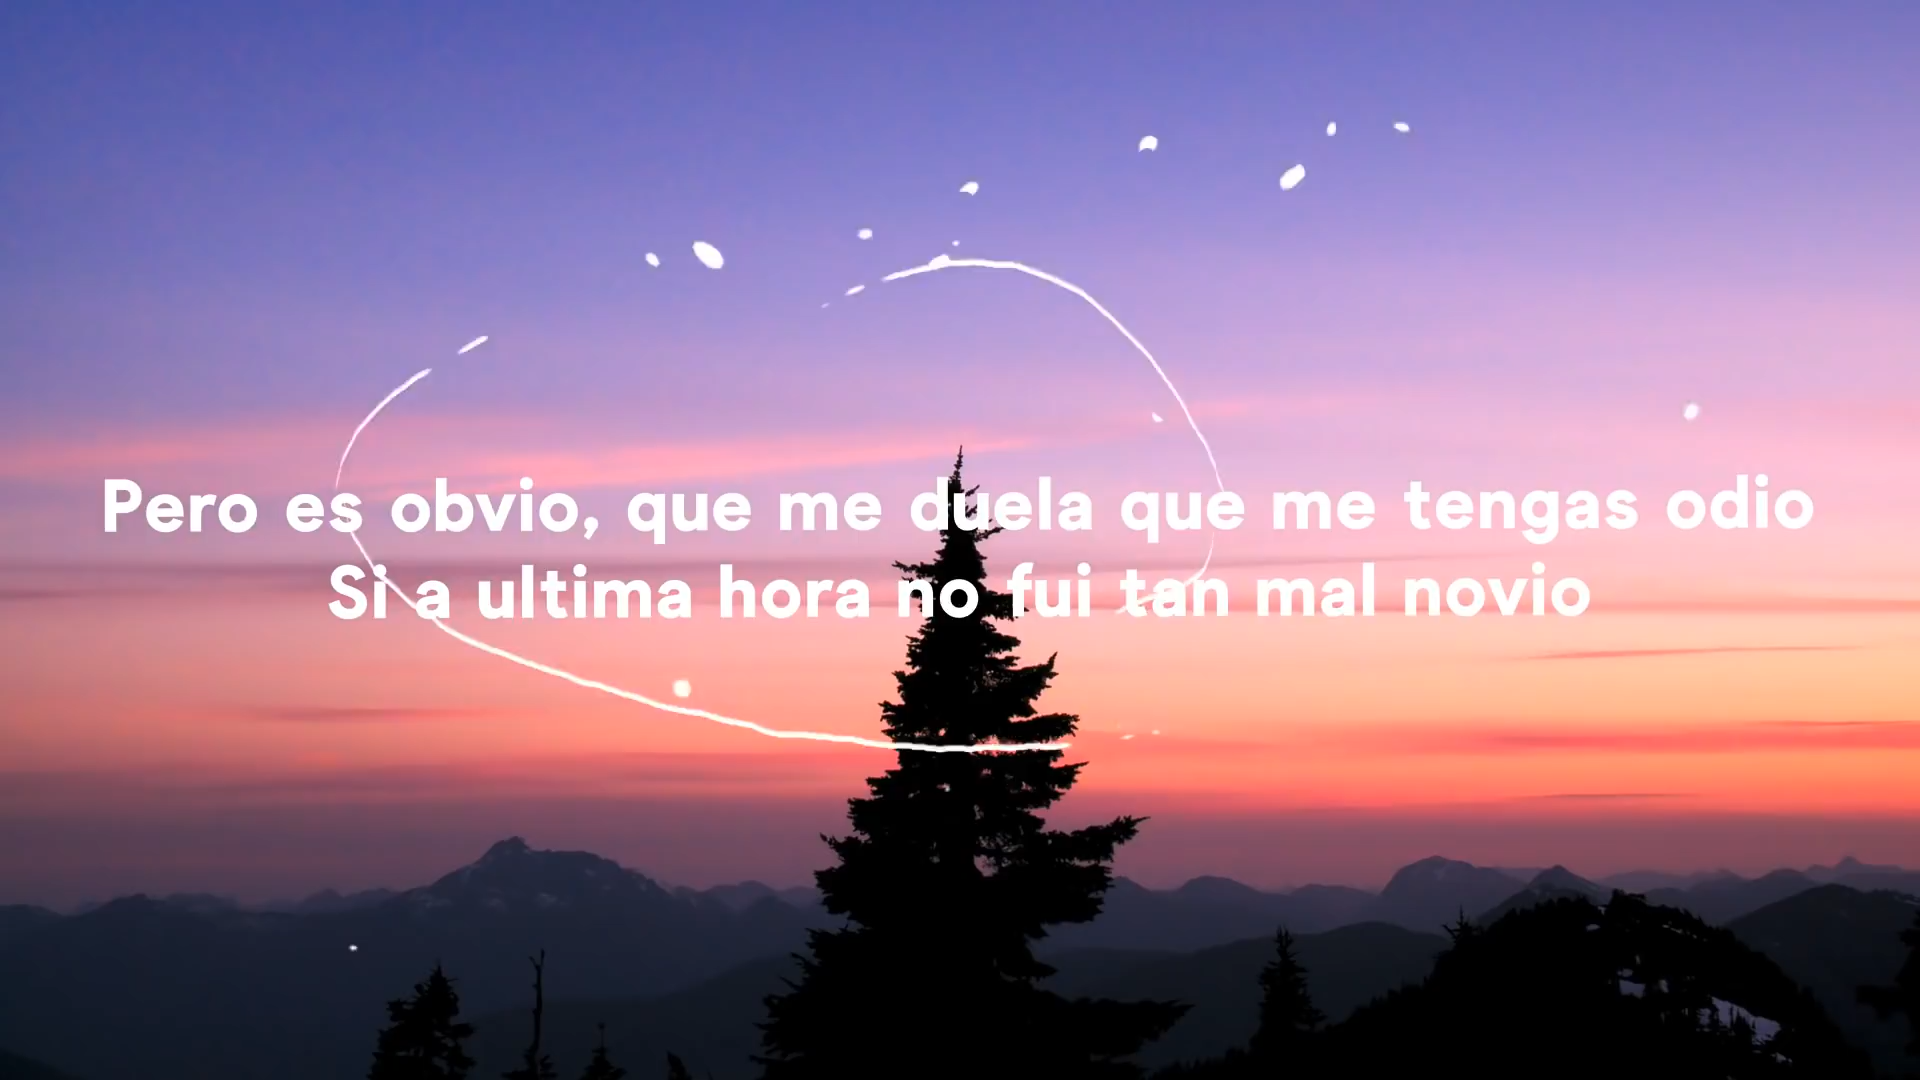 Pero es obvio, que me duela que me tengas odio
Si a ultima hora no fui tan mal novio